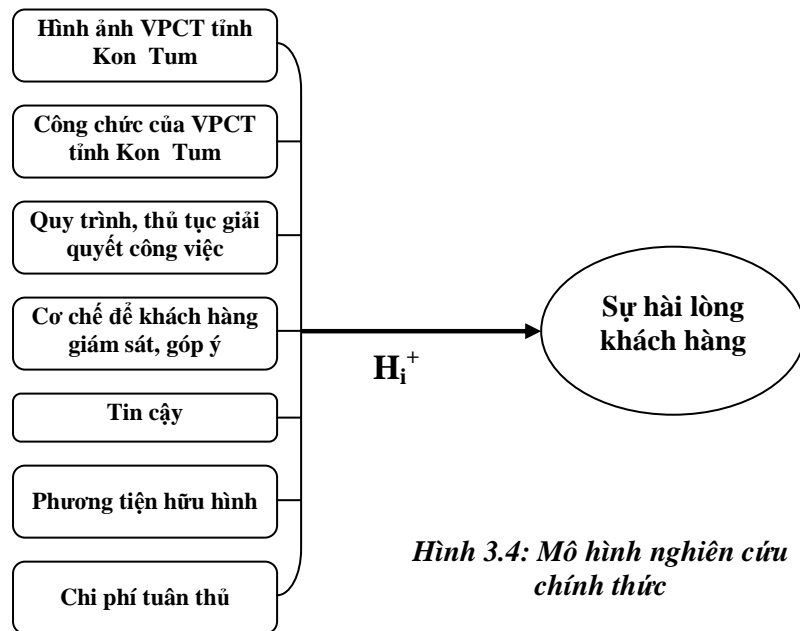 Hình ảnh VPCT tỉnh
Kon Tum
Công chức của VPCT
tỉnh Kon Tum
Quy trình, thủ tục giải
quyết công việc
Cơ chế để khách hàng
giám sát, góp ý
Tin cậy
Phương tiện hữu hình
Chi phí tuân thủ
Hᵢ⁺
Sự hài lòng
khách hàng
Hình 3.4: Mô hình nghiên cứu
chính thức